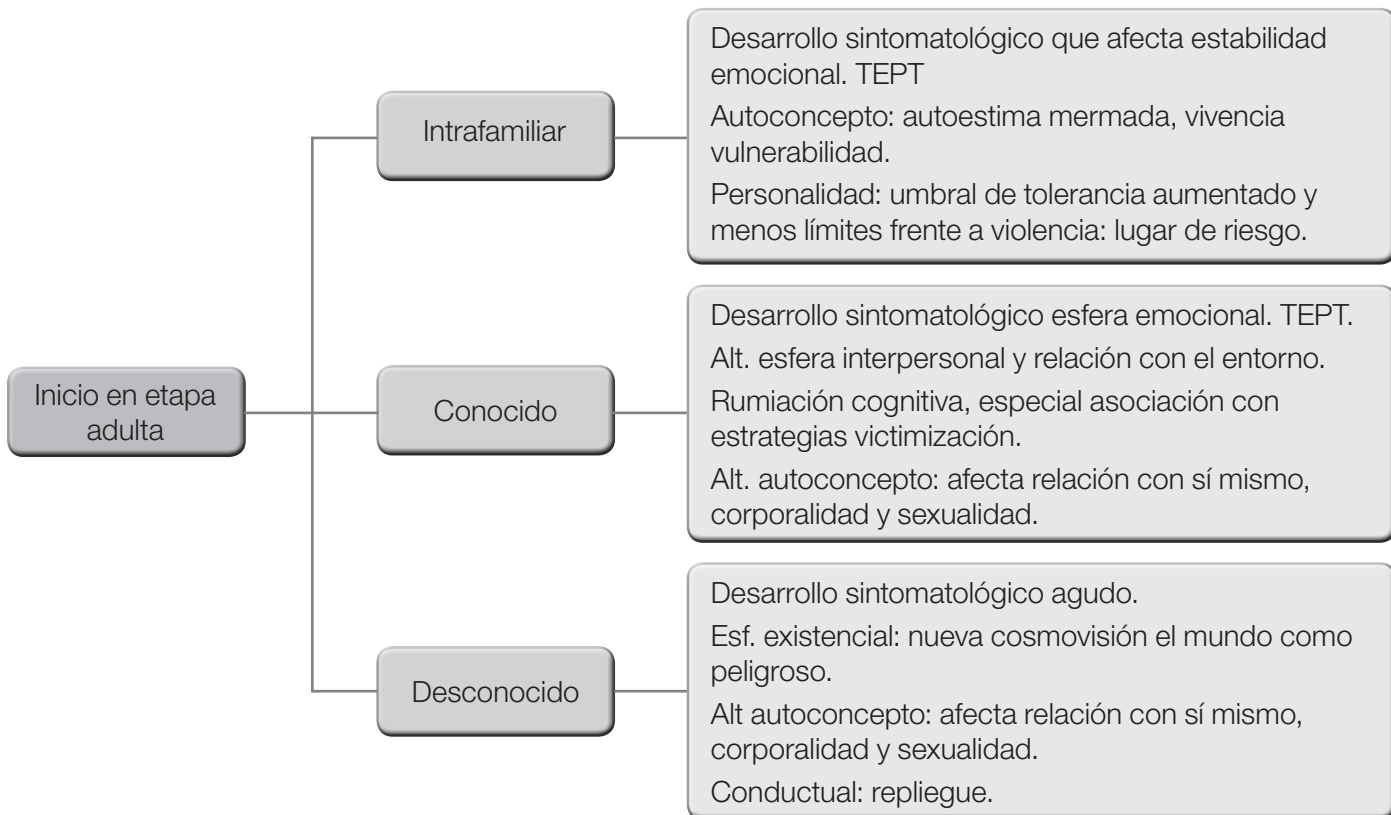 Inicio en etapa
adulta
Intrafamiliar
Desarrollo sintomatológico que afecta estabilidad
emocional. TEPT
Autoconcepto: autoestima mermada, vivencia
vulnerabilidad.
Personalidad: umbral de tolerancia aumentado y
menos límites frente a violencia: lugar de riesgo.
Conocido
Desarrollo sintomatológico esfera emocional. TEPT.
Alt. esfera interpersonal y relación con el entorno.
Rumiación cognitiva, especial asociación con
estrategias victimización.
Alt. autoconcepto: afecta relación con sí mismo,
corporalidad y sexualidad.
Desconocido
Desarrollo sintomatológico agudo.
Esf. existencial: nueva cosmovisión el mundo como
peligroso.
Alt autoconcepto: afecta relación con sí mismo,
corporalidad y sexualidad.
Conductual: repliegue.